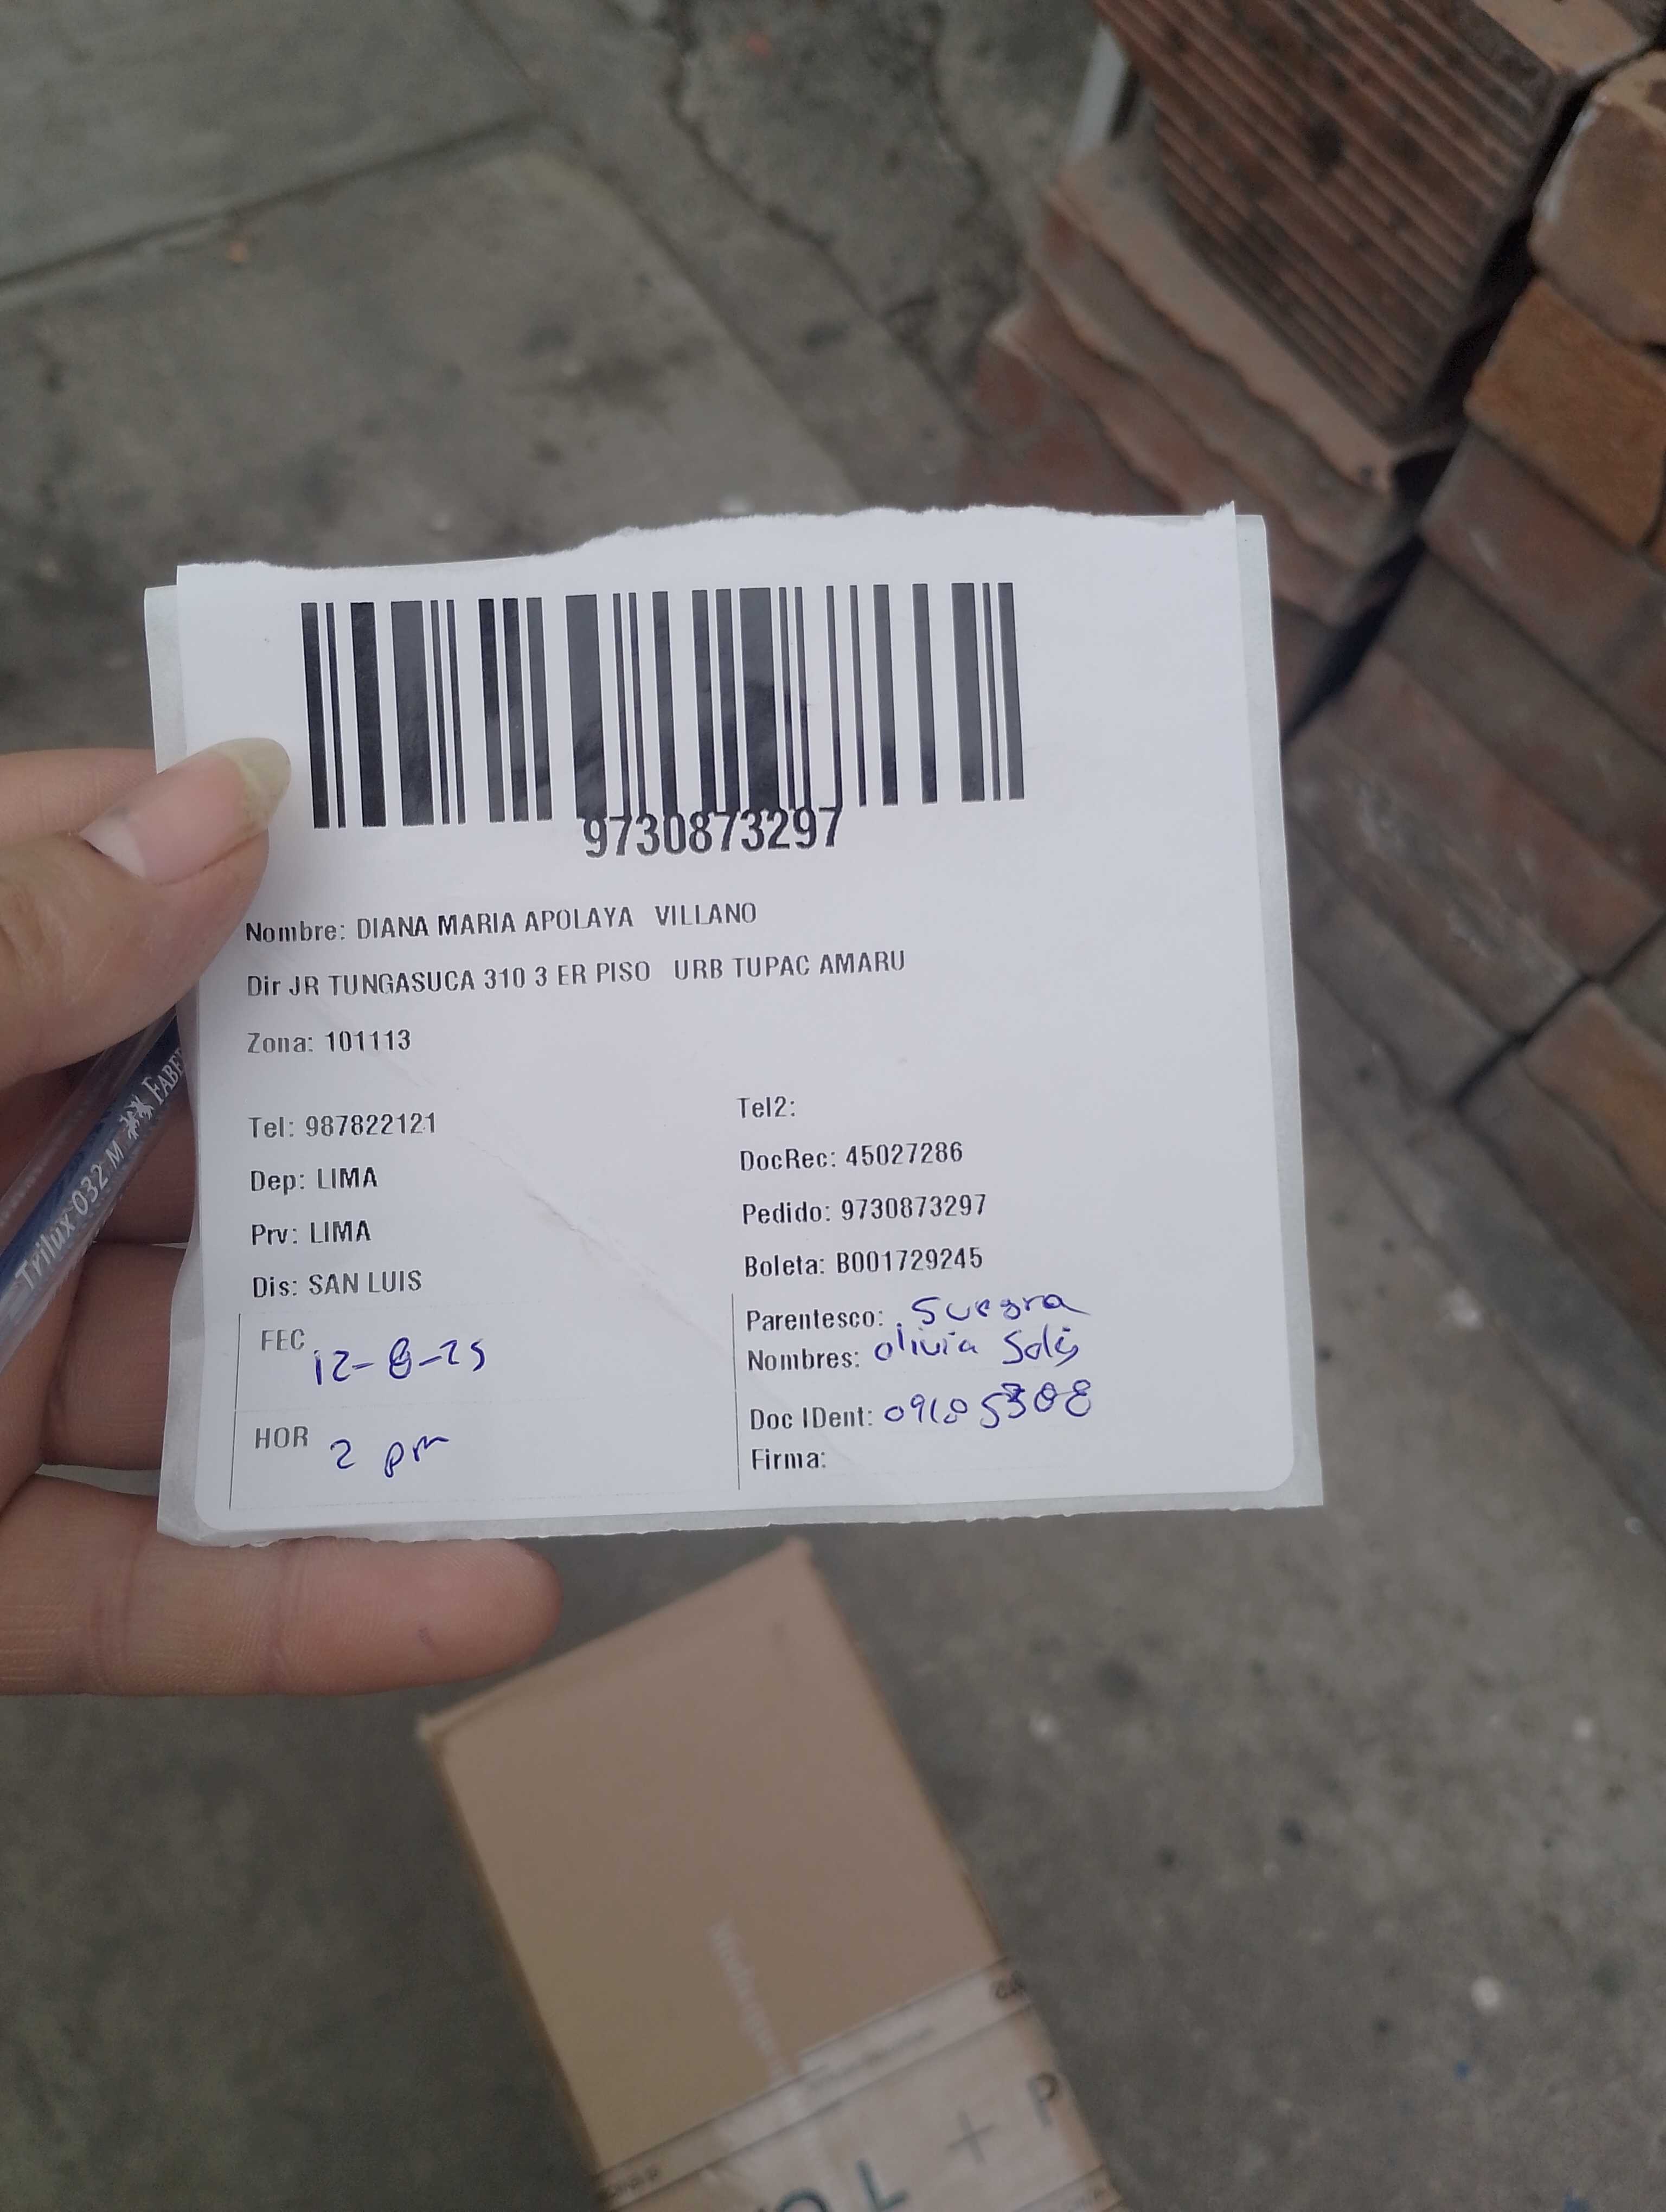 9730873297
Nombre: DIANA MARIA APOLAYA VILLANO
Dir JR TUNGASUCA 310 3 ER PISO URB TUPAC AMARU
Zona: 101113
Tel: 987822121
Dep: LIMA
Prv: LIMA
Dis: SAN LUIS
Tel2:
DocRec: 45027286
Pedido: 9730873297
Boleta: B001729245
FEC 12-8-25
HOR 2 pm
Parentesco: Suegra
Nombres: olivia Solis
Doc IDent:
Firma:
Trilux 032 M FABE